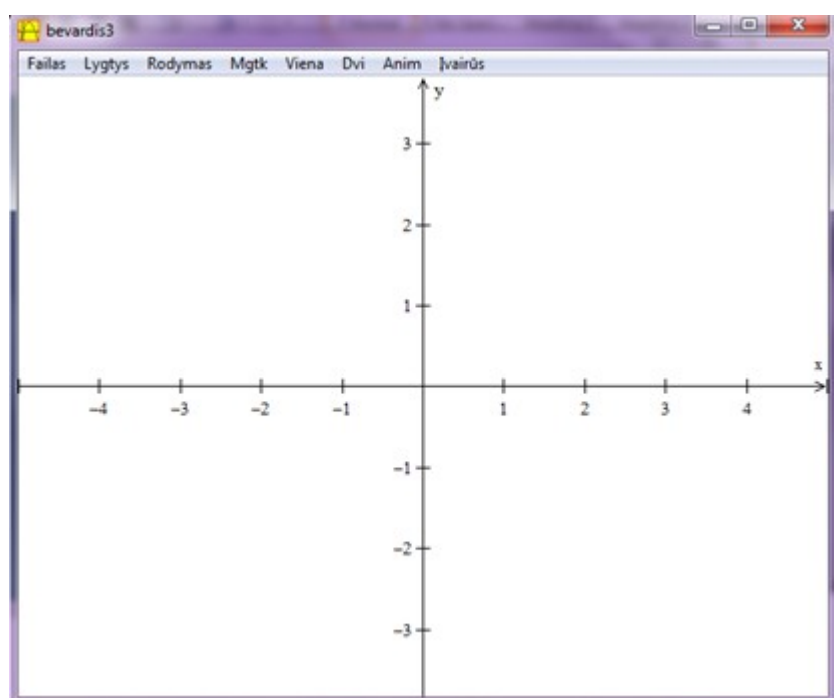 bevardis3
Failas Lygtys Rodymas Mgtk Viena Dvi Anim Įvairūs
y
3
2
1
x
–4 –3 –2 –1 1 2 3 4
–1
–2
–3